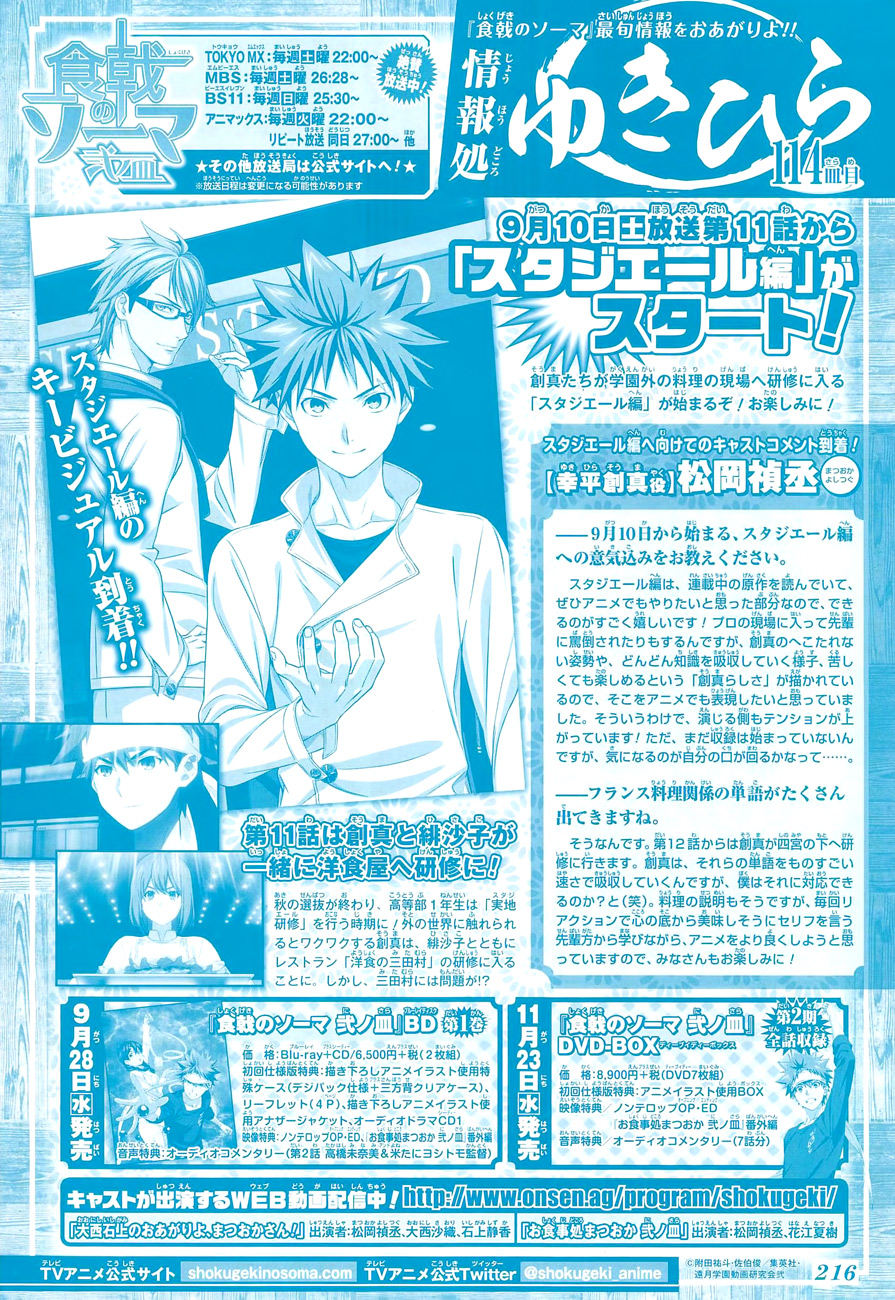 『食戟のソーマ』最旬情報をおあがりよ!!
情報処
ゆきひら
114皿目
食戟の
ソーマ
弐ノ皿
TOKYO MX:毎週土曜 22:00~
MBS:毎週土曜 26:28~
BS11:毎週日曜 25:30~
アニマックス:毎週火曜 22:00~
リピート放送 同日 27:00~ 他
絶賛
放送中!
★その他放送局は公式サイトへ!★
※放送日程は変更になる可能性があります
9月10日土放送第11話から
「スタジエール編」が
スタート!
創真たちが学園外の料理の現場へ研修に入る
「スタジエール編」が始まるぞ!お楽しみに!
スタジエール編の
キービジュアル到着!!
スタジエール編へ向けてのキャストコメント到着!
【幸平創真役】松岡禎丞
まつおか
よしつぐ
――9月10日から始まる、スタジエール編
への意気込みをお教えください。
スタジエール編は、連載中の原作を読んでいて、
ぜひアニメでもやりたいと思った部分なので、でき
るのがすごく嬉しいです!プロの現場に入って先輩
に罵倒されたりもするんですが、創真のへこたれな
い姿勢や、どんどん知識を吸収していく様子、苦し
くても楽しめるという「創真らしさ」が描かれてい
るので、そこをアニメでも表現したいと思っていま
した。そういうわけで、演じる側もテンションが上
がっています!ただ、まだ収録は始まっていないん
ですが、気になるのが自分の口が回るかなって……。
――フランス料理関係の単語がたくさん
出てきますね。
そうなんです。第12話からは創真が四宮の下へ研
修に行きます。創真は、それらの単語をものすごい
速さで吸収していくんですが、僕はそれに対応でき
るのか?と(笑)。料理の説明もそうですが、毎回リ
アクションで心の底から美味しそうにセリフを言う
先輩方から学びながら、アニメをより良くしようと思
っていますので、みなさんもお楽しみに!
第11話は創真と緋沙子が
一緒に洋食屋へ研修に!
秋の選抜が終わり、高等部1年生は「実地
研修」を行う時期に!外の世界に触れられ
るとワクワクする創真は、緋沙子とともに
レストラン「洋食の三田村」の研修に入る
ことに。しかし、三田村には問題が!?
9月28日水発売
『食戟のソーマ 弐ノ皿』BD 第1巻
価 格:Blu-ray+CD/6,500円+税(2枚組)
初回仕様版特典:描き下ろしアニメイラスト使用特
殊ケース(デジパック仕様+三方背クリアケース)、
リーフレット(4P)、描き下ろしアニメイラスト使
用アナザージャケット、オーディオドラマCD1
映像特典:ノンテロップOP・ED、「お食事処まつおか 弐ノ皿」番外編
音声特典:オーディオコメンタリー(第2話 高橋未奈美&米たにヨシトモ監督)
11月23日水発売
『食戟のソーマ 弐ノ皿』
DVD-BOX
第2期
全話収録
価 格:8,900円+税(DVD7枚組)
初回仕様版特典:アニメイラスト使用BOX
映像特典/ノンテロップOP・ED
『お食事処まつおか 弐ノ皿』番外編
音声特典/オーディオコメンタリー(7話分)
キャストが出演するWEB動画配信中!http://www.onsen.ag/program/shokugeki/
「大西石上のおあがりよ、まつおかさん!」出演者:松岡禎丞、大西沙織、石上静香
「お食事処まつおか 弐ノ皿」出演者:松岡禎丞、花江夏樹
TVアニメ公式サイト shokugekinosoma.com TVアニメ公式Twitter @shokugeki_anime
©附田祐斗・佐伯俊/集英社・
遠月学園動画研究会弐
216